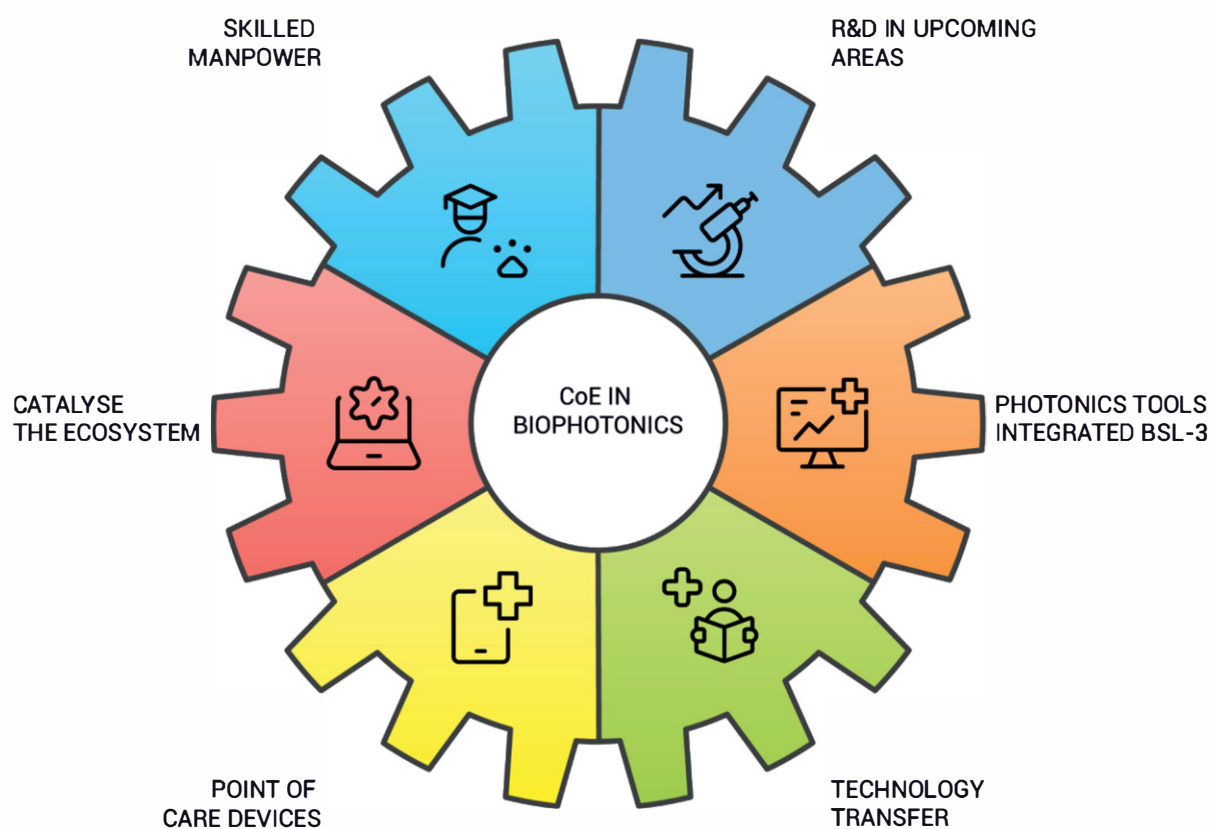 SKILLED
MANPOWER
R&D IN UPCOMING
AREAS
CATALYSE
THE ECOSYSTEM
CoE IN
BIOPHOTONICS
PHOTONICS TOOLS
INTEGRATED BSL-3
POINT OF
CARE DEVICES
TECHNOLOGY
TRANSFER